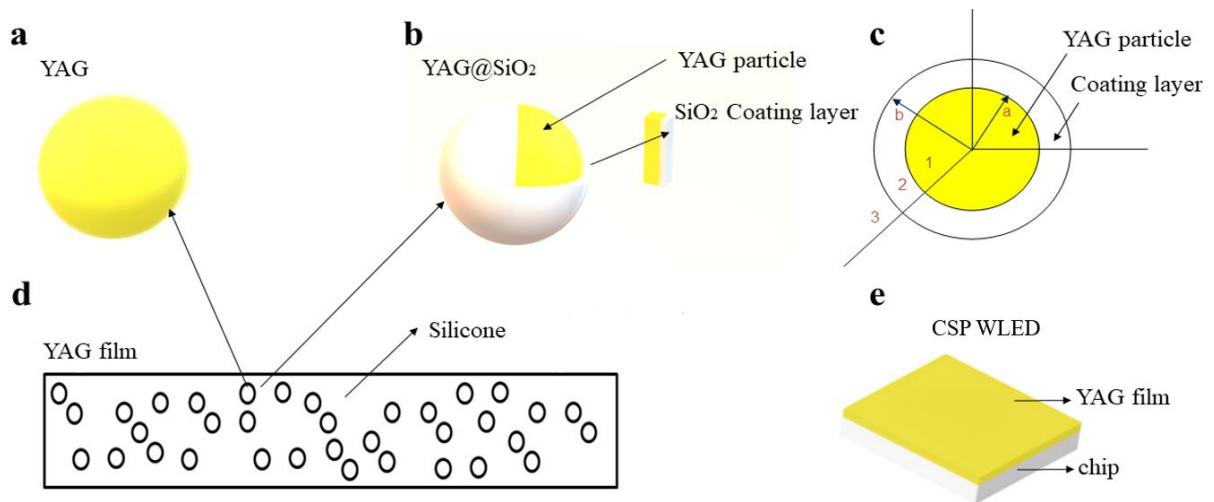 a
YAG
b
YAG@SiO₂
YAG particle
SiO₂ Coating layer
c
YAG particle
Coating layer
b
a
1
2
3
d
YAG film
Silicone
e
CSP WLED
YAG film
chip